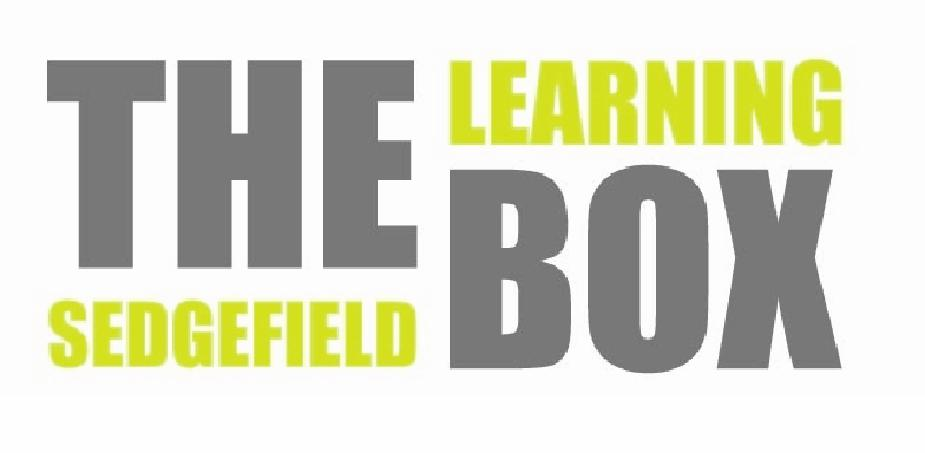 THE
SEDGEFIELD
LEARNING
BOX